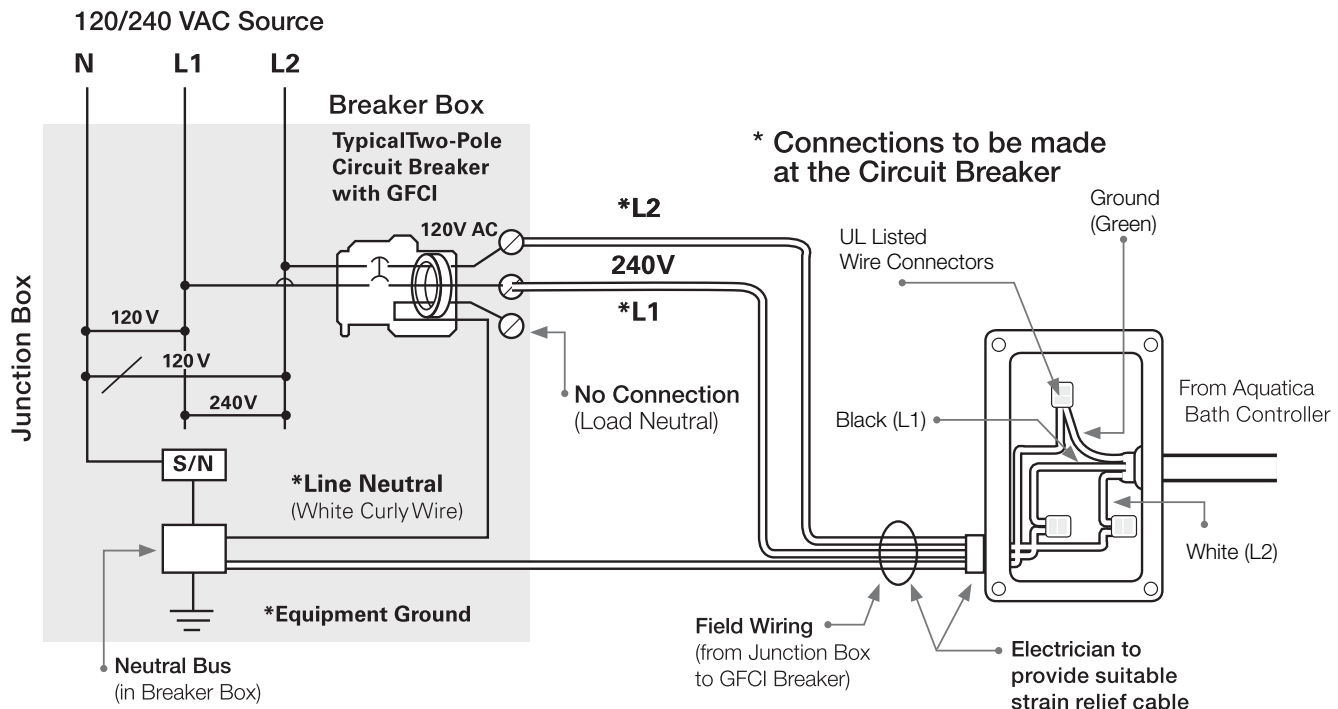 120/240 VAC Source
N
L1
L2
Breaker Box
TypicalTwo-Pole
Circuit Breaker
with GFCI
* Connections to be made
at the Circuit Breaker
120V AC
*L2
240V
*L1
Ground
(Green)
UL Listed
Wire Connectors
Junction Box
120 V
120 V
240V
No Connection
(Load Neutral)
Black (L1)
From Aquatica
Bath Controller
S/N
*Line Neutral
(White Curly Wire)
White (L2)
*Equipment Ground
Neutral Bus
(in Breaker Box)
Field Wiring
(from Junction Box
to GFCI Breaker)
Electrician to
provide suitable
strain relief cable